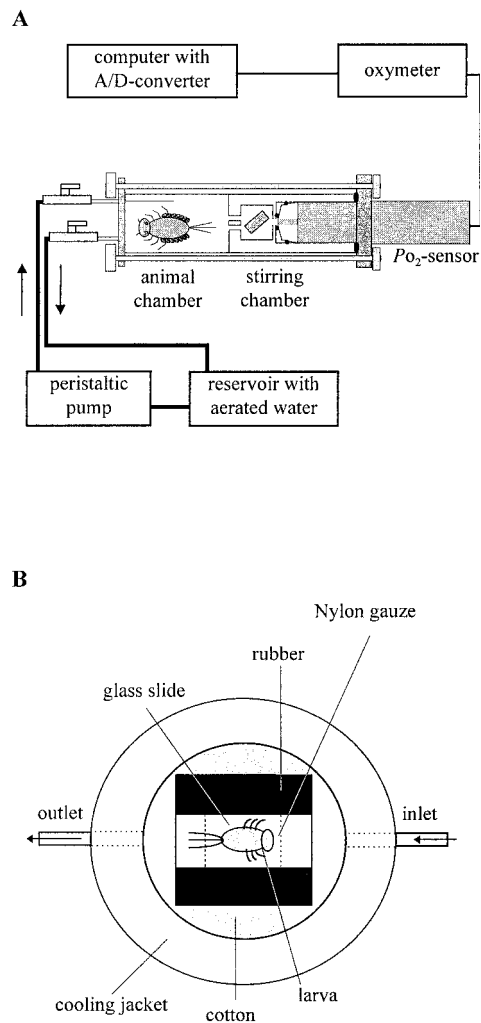 A
computer with
A/D-converter
oxymeter
Po₂-sensor
animal
chamber
stirring
chamber
peristaltic
pump
reservoir with
aerated water
B
Nylon gauze
rubber
glass slide
outlet
inlet
larva
cooling jacket
cotton